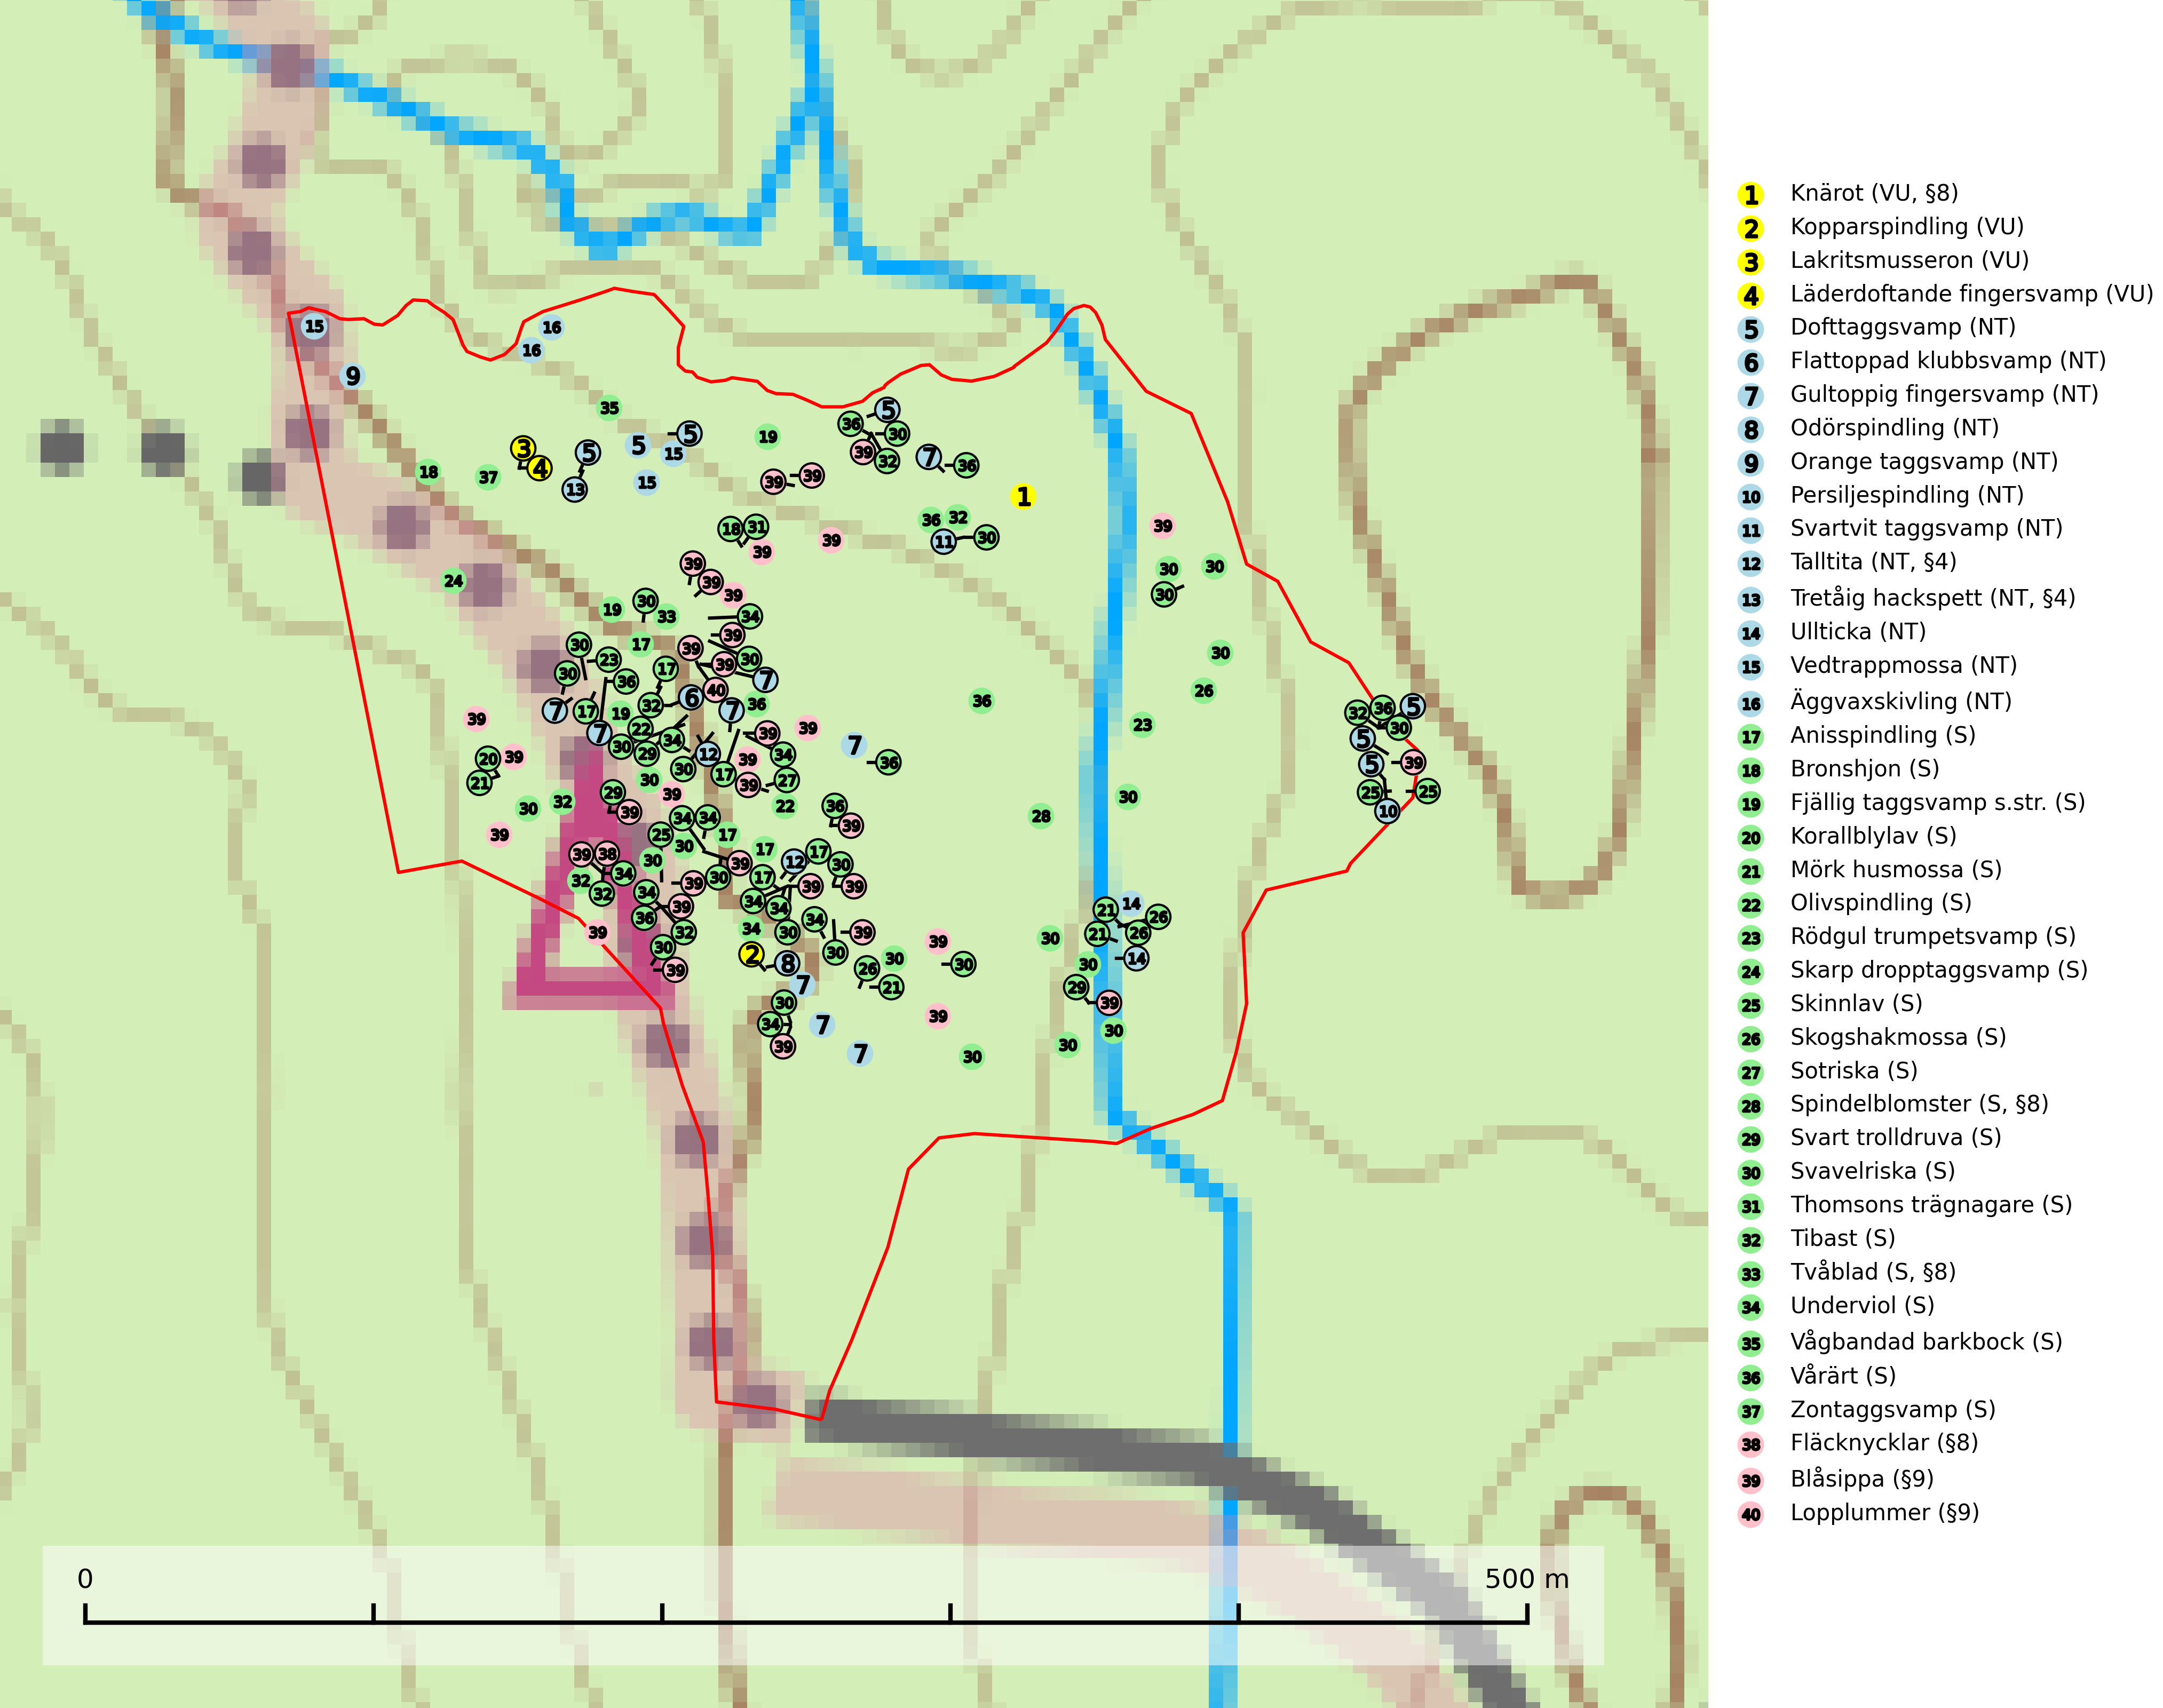 1 Knärot (VU, §8)
2 Kopparspindling (VU)
3 Lakritsmusseron (VU)
4 Läderdoftande fingersvamp (VU)
5 Dofttaggsvamp (NT)
6 Flattoppad klubbsvamp (NT)
7 Gultoppig fingersvamp (NT)
8 Odörspindling (NT)
9 Orange taggsvamp (NT)
10 Persiljespindling (NT)
11 Svartvit taggsvamp (NT)
12 Talltita (NT, §4)
13 Tretåig hackspett (NT, §4)
14 Ullticka (NT)
15 Vedtrappmossa (NT)
16 Äggvaxskivling (NT)
17 Anisspindling (S)
18 Bronshjon (S)
19 Fjällig taggsvamp s.str. (S)
20 Korallblylav (S)
21 Mörk husmossa (S)
22 Olivspindling (S)
23 Rödgul trumpetsvamp (S)
24 Skarp dropptaggsvamp (S)
25 Skinnlav (S)
26 Skogshakmossa (S)
27 Sotriska (S)
28 Spindelblomster (S, §8)
29 Svart trolldruva (S)
30 Svavelriska (S)
31 Thomsons trägnagare (S)
32 Tibast (S)
33 Tvåblad (S, §8)
34 Underviol (S)
35 Vågbandad barkbock (S)
36 Vårärt (S)
37 Zontaggsvamp (S)
38 Fläcknycklar (§8)
39 Blåsippa (§9)
40 Lopplummer (§9)
0 500 m